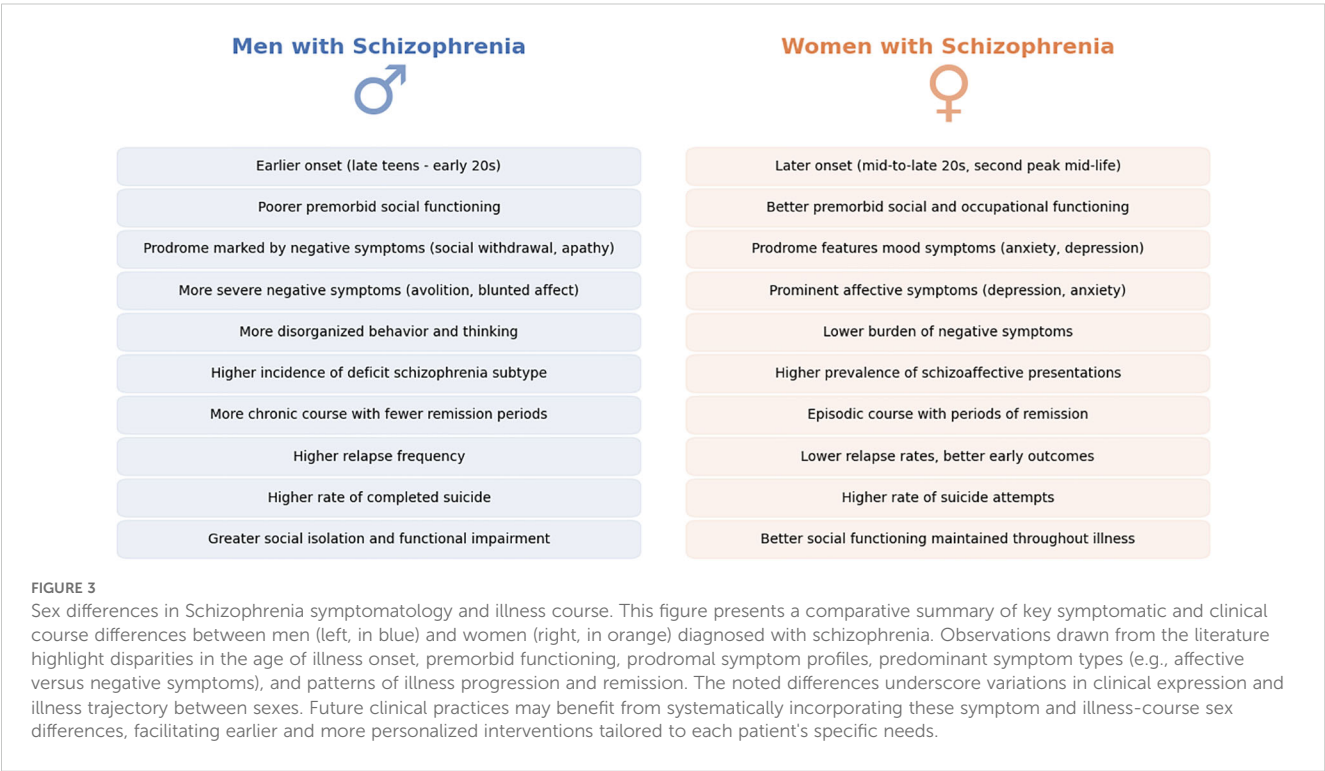 Men with Schizophrenia
Women with Schizophrenia
Earlier onset (late teens - early 20s)
Later onset (mid-to-late 20s, second peak mid-life)
Poorer premorbid social functioning
Better premorbid social and occupational functioning
Prodrome marked by negative symptoms (social withdrawal, apathy)
Prodrome features mood symptoms (anxiety, depression)
More severe negative symptoms (avolition, blunted affect)
Prominent affective symptoms (depression, anxiety)
More disorganized behavior and thinking
Lower burden of negative symptoms
Higher incidence of deficit schizophrenia subtype
Higher prevalence of schizoaffective presentations
More chronic course with fewer remission periods
Episodic course with periods of remission
Higher relapse frequency
Lower relapse rates, better early outcomes
Higher rate of completed suicide
Higher rate of suicide attempts
Greater social isolation and functional impairment
Better social functioning maintained throughout illness
FIGURE 3
Sex differences in Schizophrenia symptomatology and illness course. This figure presents a comparative summary of key symptomatic and clinical
course differences between men (left, in blue) and women (right, in orange) diagnosed with schizophrenia. Observations drawn from the literature
highlight disparities in the age of illness onset, premorbid functioning, prodromal symptom profiles, predominant symptom types (e.g., affective
versus negative symptoms), and patterns of illness progression and remission. The noted differences underscore variations in clinical expression and
illness trajectory between sexes. Future clinical practices may benefit from systematically incorporating these symptom and illness-course sex
differences, facilitating earlier and more personalized interventions tailored to each patient's specific needs.